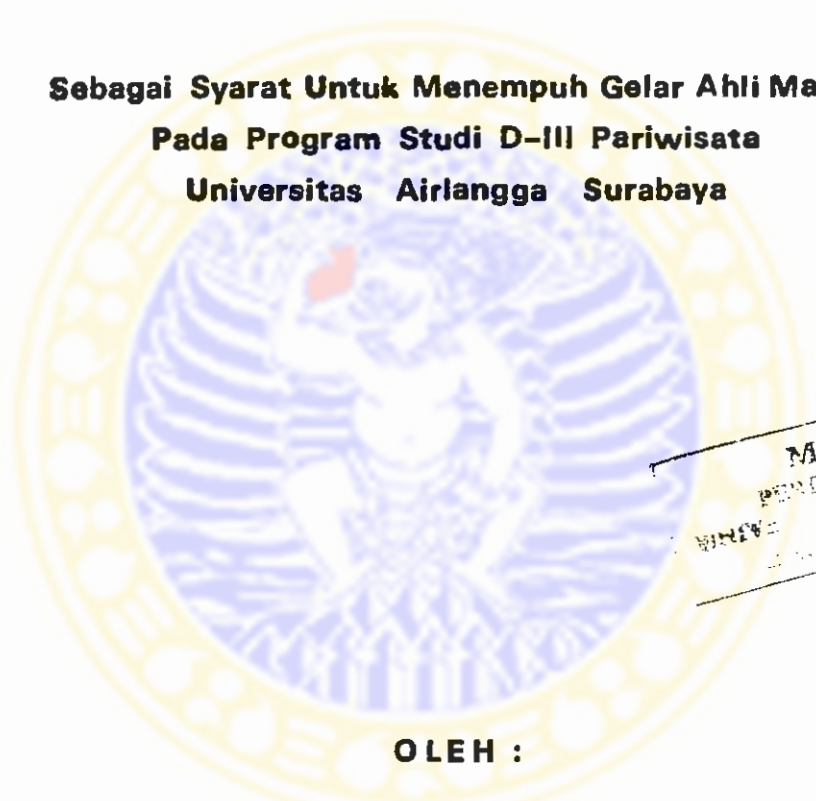 Sebagai Syarat Untuk Menempuh Gelar Ahli Ma
Pada Program Studi D-III Pariwisata
Universitas Airlangga Surabaya
OLEH :